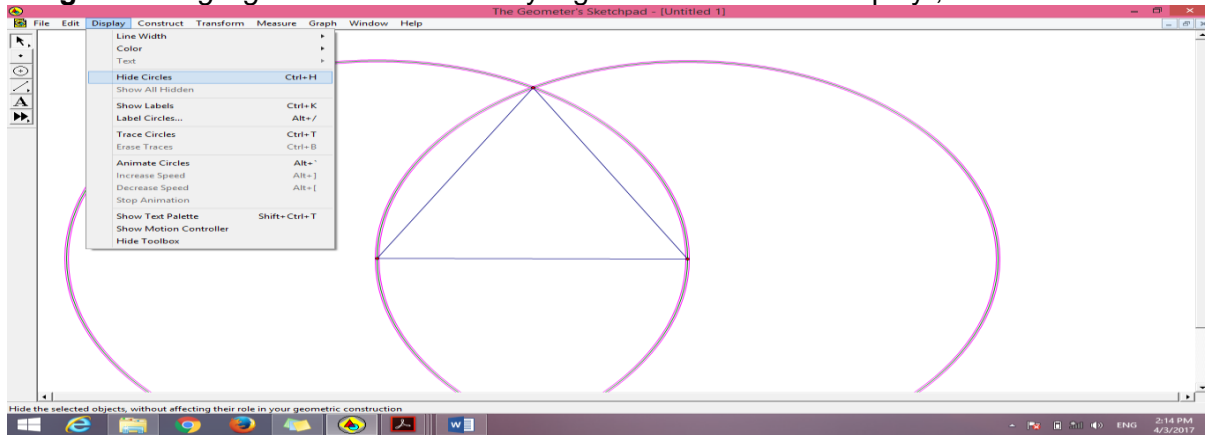 The Geometer's Sketchpad - [Untitled 1]
File Edit Display Construct Transform Measure Graph Window Help
Line Width
Color
Text
Hide Circles Ctrl+H
Show All Hidden
Show Labels Ctrl+K
Label Circles... Alt+/
Trace Circles Ctrl+T
Erase Traces Ctrl+B
Animate Circles Alt+`
Increase Speed Alt+]
Decrease Speed Alt+[
Stop Animation
Show Text Palette Shift+Ctrl+T
Show Motion Controller
Hide Toolbox
A
Hide the selected objects, without affecting their role in your geometric construction
ENG
2:14 PM
4/3/2017